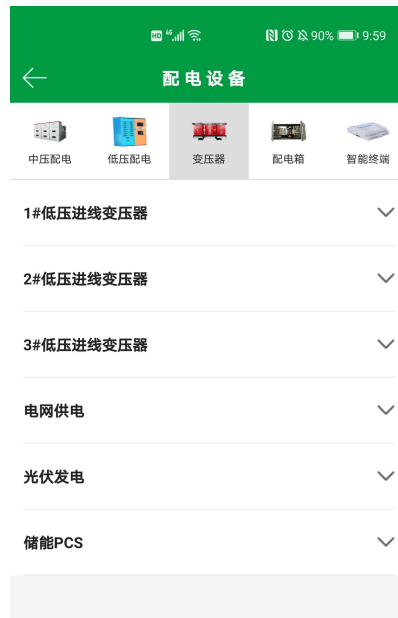 HD 4G 90% 9:59
配电设备
中压配电 低压配电 变压器 配电箱 智能终端
1#低压进线变压器
2#低压进线变压器
3#低压进线变压器
电网供电
光伏发电
储能PCS